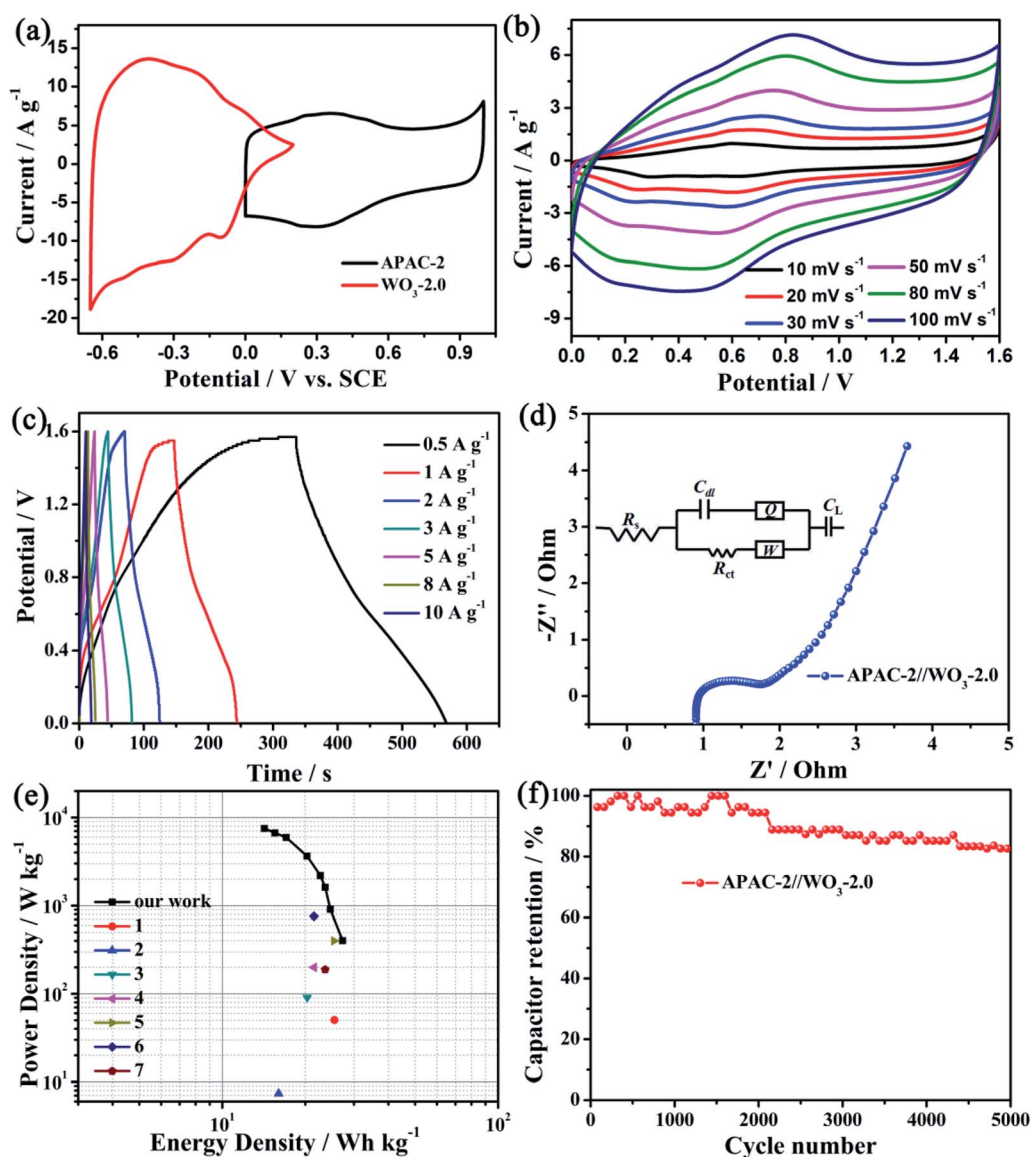 (a)
Current / A g⁻¹
15
10
5
0
-5
-10
-15
-20
-0.6
-0.3
0.0
0.3
0.6
0.9
Potential / V vs. SCE
APAC-2
WO₃-2.0
(b)
Current / A g⁻¹
6
3
0
-3
-6
-9
0.0
0.4
0.8
1.2
1.6
Potential / V
10 mV s⁻¹
20 mV s⁻¹
30 mV s⁻¹
50 mV s⁻¹
80 mV s⁻¹
100 mV s⁻¹
(c)
Potential / V
1.6
1.2
0.8
0.4
0.0
0
100
200
300
400
500
600
Time / s
0.5 A g⁻¹
1 A g⁻¹
2 A g⁻¹
3 A g⁻¹
5 A g⁻¹
8 A g⁻¹
10 A g⁻¹
(d)
-Z'' / Ohm
5
4
3
2
1
0
0
1
2
3
4
5
Z' / Ohm
Rs
Cdl
Q
CL
Rct
W
APAC-2//WO₃-2.0
(e)
Power Density / W kg⁻¹
10⁴
10³
10²
10¹
10¹
10²
Energy Density / Wh kg⁻¹
our work
1
2
3
4
5
6
7
(f)
Capacitor retention / %
100
80
60
40
20
0
0
1000
2000
3000
4000
5000
Cycle number
APAC-2//WO₃-2.0